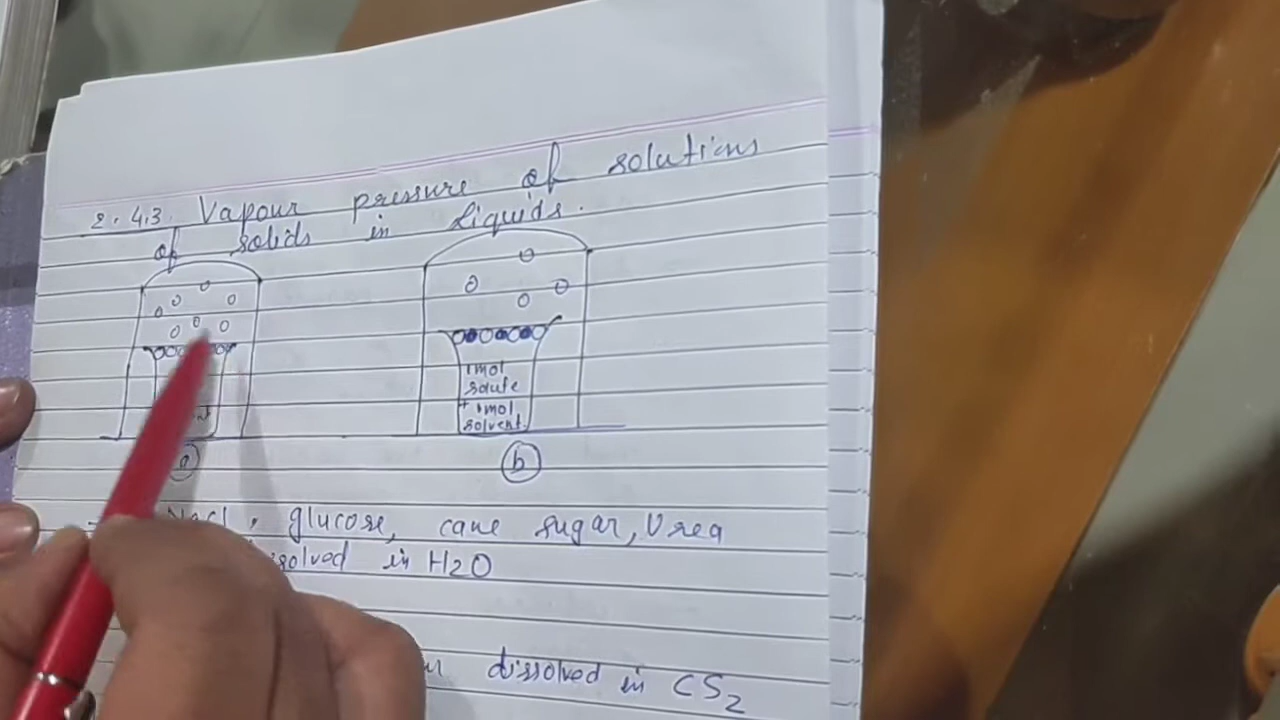 2.4.3. Vapour pressure of solutions
of solids in Liquids.
1mol
solute
+ 1mol
solvent
a
b
NaCl, glucose, cane sugar, Urea
dissolved in H2O
dissolved in CS2